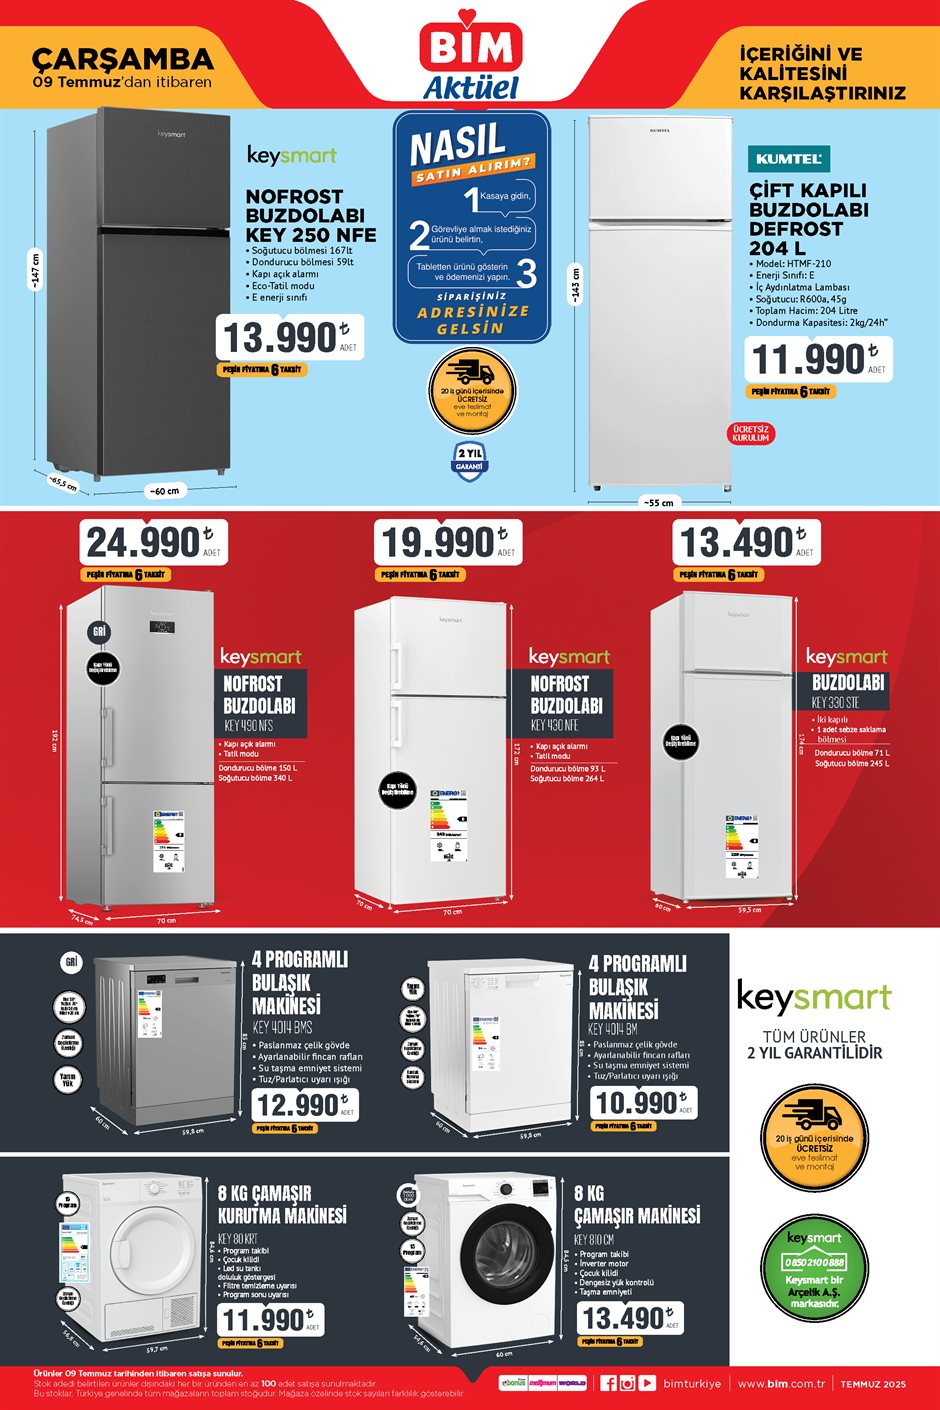 ÇARŞAMBA
09 Temmuz'dan itibaren
BİM
Aktüel
İÇERİĞİNİ VE
KALİTESİNİ
KARŞILAŞTIRINIZ
keysmart
keysmart
NOFROST
BUZDOLABI
KEY 250 NFE
• Soğutucu bölmesi 167lt
• Dondurucu bölmesi 59lt
• Kapı açık alarmı
• Eco-Tatil modu
• E enerji sınıfı
13.990 ₺
ADET
PEŞİN FİYATINA 6 TAKSİT
~147 cm
~65,5 cm
~60 cm
NASIL
SATIN ALIRIM?
1 Kasaya gidin,
2 Görevliye almak istediğiniz
ürünü belirtin,
Tabletten ürünü gösterin
ve ödemenizi yapın. 3
SİPARİŞİNİZ
ADRESİNİZE
GELSİN
20 iş günü içerisinde
ÜCRETSİZ
eve teslimat
ve montaj
2 YIL
GARANTİ
KUMTEL
KUMTEL
ÇİFT KAPILI
BUZDOLABI
DEFROST
204 L
• Model: HTMF-210
• Enerji Sınıfı: E
• İç Aydınlatma Lambası
• Soğutucu: R600a, 45g
• Toplam Hacim: 204 Litre
• Dondurma Kapasitesi: 2kg/24h"
11.990 ₺
ADET
PEŞİN FİYATINA 6 TAKSİT
ÜCRETSİZ
KURULUM
~143 cm
~55 cm
24.990 ₺
ADET
PEŞİN FİYATINA 6 TAKSİT
keysmart
GRİ
Kapı Yönü
Değiştirebilme
keysmart
NOFROST
BUZDOLABI
KEY 490 NFS
• Kapı açık alarmı
• Tatil modu
Dondurucu bölme 150 L
Soğutucu bölme 340 L
192 cm
74,5 cm
70 cm
19.990 ₺
ADET
PEŞİN FİYATINA 6 TAKSİT
keysmart
Kapı Yönü
Değiştirebilme
keysmart
NOFROST
BUZDOLABI
KEY 430 NFE
• Kapı açık alarmı
• Tatil modu
Dondurucu bölme 93 L
Soğutucu bölme 264 L
172 cm
70 cm
70 cm
13.490 ₺
ADET
PEŞİN FİYATINA 6 TAKSİT
keysmart
Kapı Yönü
Değiştirebilme
keysmart
BUZDOLABI
KEY 330 STE
• İki kapılı
• 1 adet sebze saklama
bölmesi
Dondurucu bölme 71 L
Soğutucu bölme 245 L
174 cm
60 cm
59,5 cm
GRİ
Yarım
Yük
4 PROGRAMLI
BULAŞIK
MAKİNESİ
KEY 4014 BMS
• Paslanmaz çelik gövde
• Ayarlanabilir fincan rafları
• Su taşma emniyet sistemi
• Tuz/Parlatıcı uyarı ışığı
12.990 ₺
ADET
PEŞİN FİYATINA 6 TAKSİT
85 cm
60 cm
59,8 cm
Yarım
Yük
4 PROGRAMLI
BULAŞIK
MAKİNESİ
KEY 4014 BM
• Paslanmaz çelik gövde
• Ayarlanabilir fincan rafları
• Su taşma emniyet sistemi
• Tuz/Parlatıcı uyarı ışığı
10.990 ₺
ADET
PEŞİN FİYATINA 6 TAKSİT
85 cm
60 cm
59,8 cm
keysmart
TÜM ÜRÜNLER
2 YIL GARANTİLİDİR
20 iş günü içerisinde
ÜCRETSİZ
eve teslimat
ve montaj
keysmart
0850 210 0 888
Keysmart bir
Arçelik A.Ş.
markasıdır.
15
Program
8 KG ÇAMAŞIR
KURUTMA MAKİNESİ
KEY 80 KRT
• Program takibi
• Çocuk kilidi
• Led su tankı
doluluk göstergesi
• Filtre temizleme uyarısı
• Program sonu uyarısı
11.990 ₺
ADET
PEŞİN FİYATINA 6 TAKSİT
84,6 cm
59,7 cm
15
Program
8 KG
ÇAMAŞIR MAKİNESİ
KEY 810 CM
• Program takibi
• İnverter motor
• Çocuk kilidi
• Dengesiz yük kontrolü
• Taşma emniyeti
13.490 ₺
ADET
PEŞİN FİYATINA 6 TAKSİT
84,5 cm
60 cm
Ürünler 09 Temmuz tarihinden itibaren satışa sunulur.
Stok adedi belirtilen ürünler dışındaki her bir üründen en az 100 adet satışa sunulmaktadır.
Bu stoklar, Türkiye genelinde tüm mağazaların toplam stoğudur. Mağaza özelinde stok sayıları farklılık gösterebilir.
bonus maximum WORLD
bimturkiye
www.bim.com.tr
TEMMUZ 2025